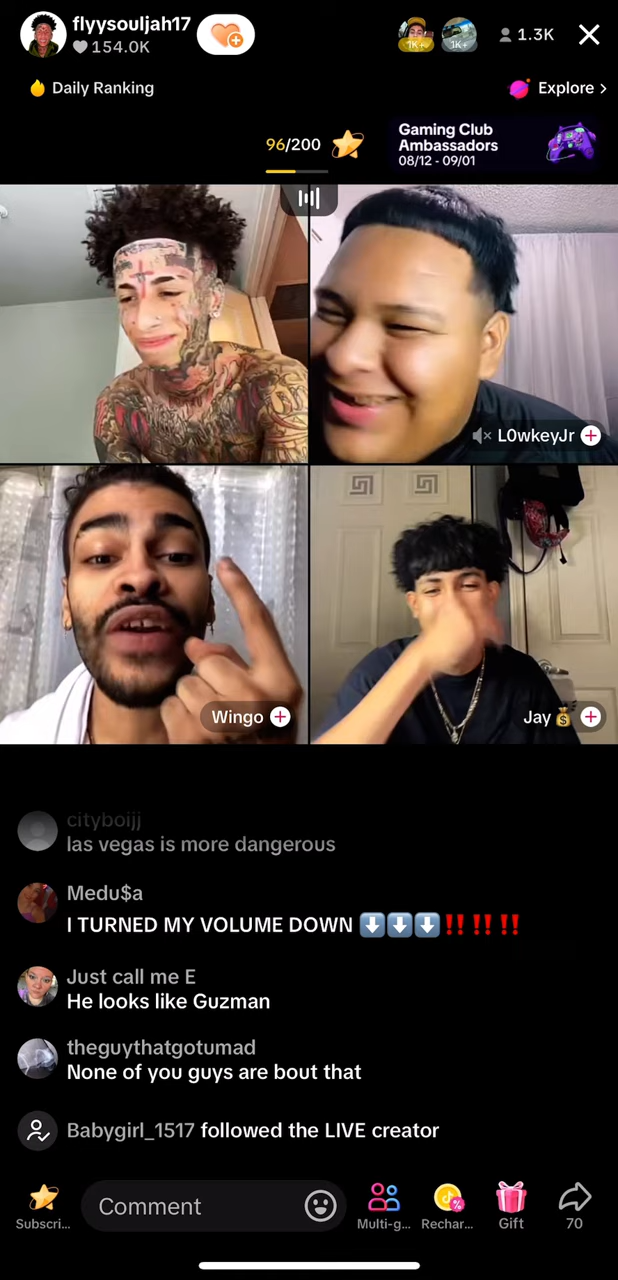 flyysouljah17
154.0K
1K+
1K+
1.3K
Daily Ranking
Explore >
96/200
Gaming Club
Ambassadors
08/12 - 09/01
L0wkeyJr
Wingo
Jay 💰
cityboijj
las vegas is more dangerous
Medu$a
I TURNED MY VOLUME DOWN ⬇️⬇️⬇️‼️‼️‼️
Just call me E
He looks like Guzman
theguythatgotumad
None of you guys are bout that
Babygirl_1517 followed the LIVE creator
Comment
Subscri...
Multi-g...
Rechar...
Gift
70